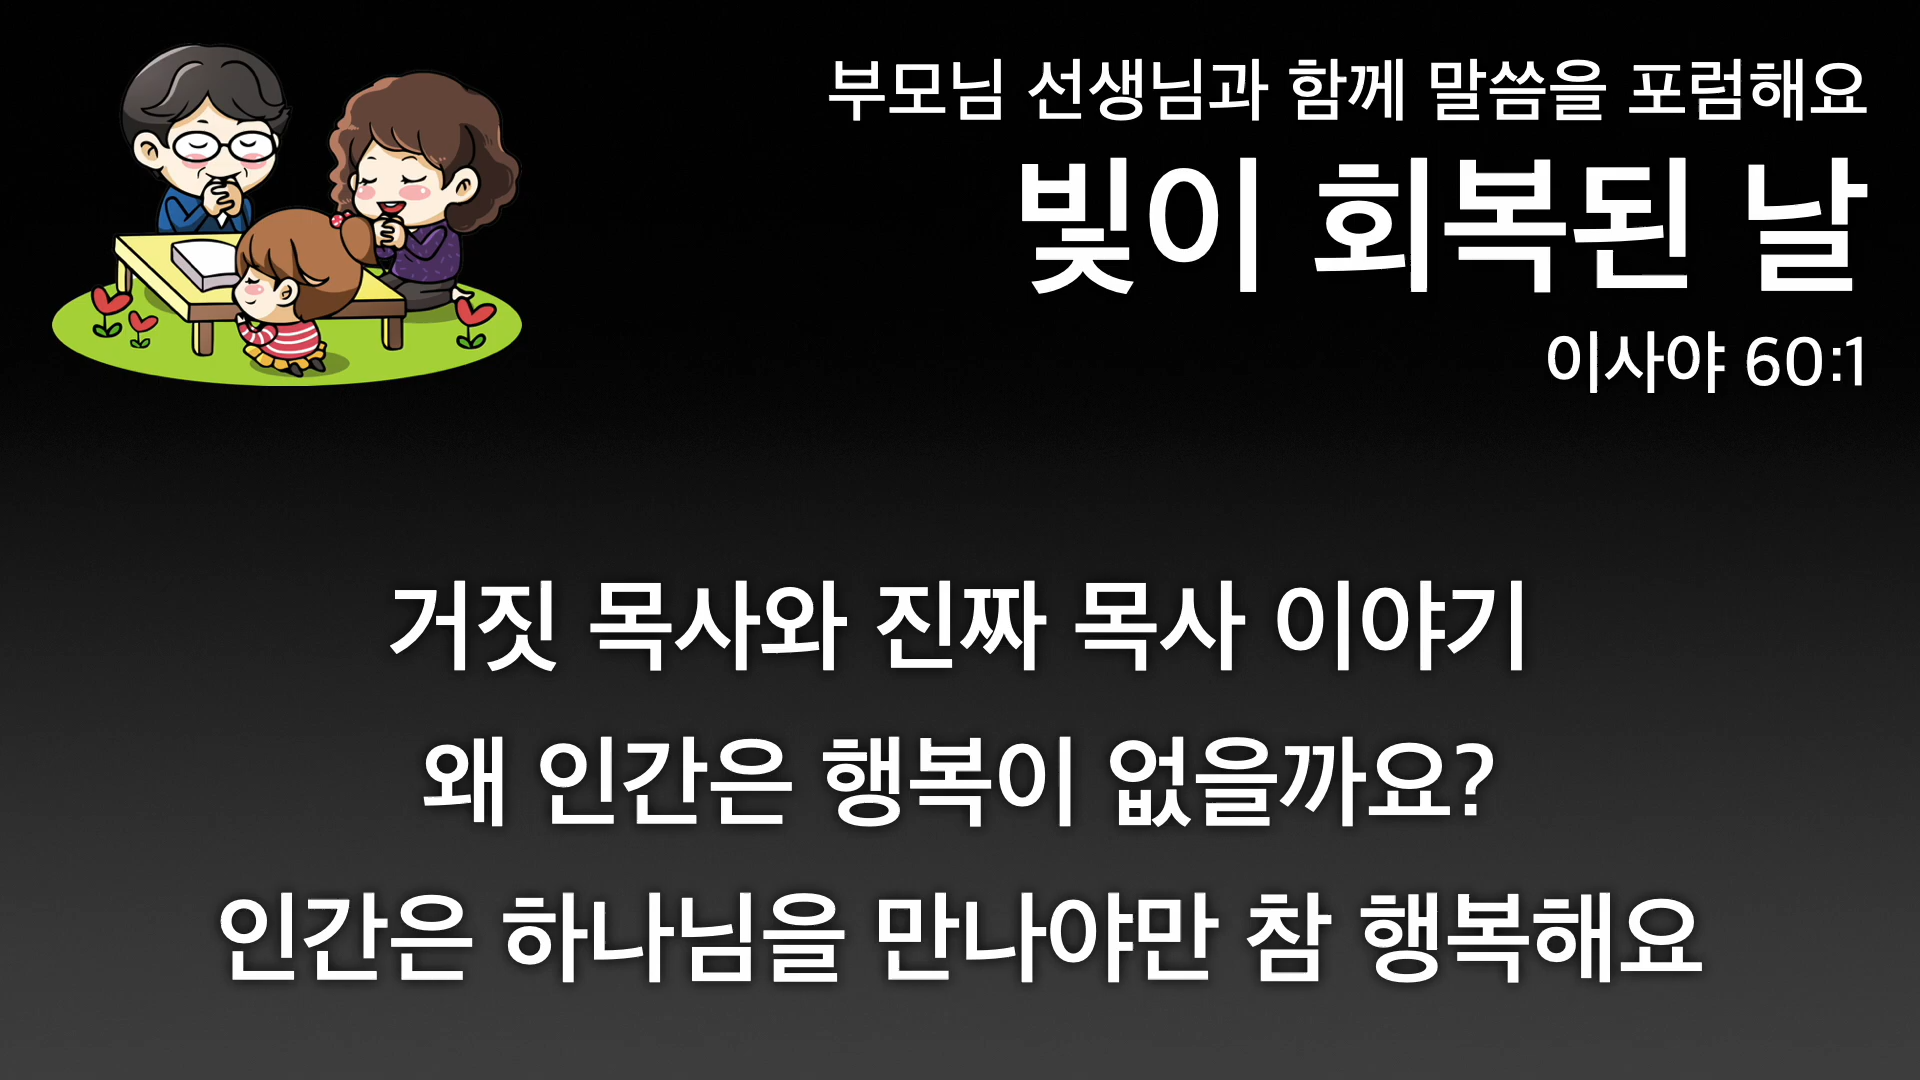 부모님 선생님과 함께 말씀을 포럼해요
빛이 회복된 날
이사야 60:1
거짓 목사와 진짜 목사 이야기
왜 인간은 행복이 없을까요?
인간은 하나님을 만나야만 참 행복해요